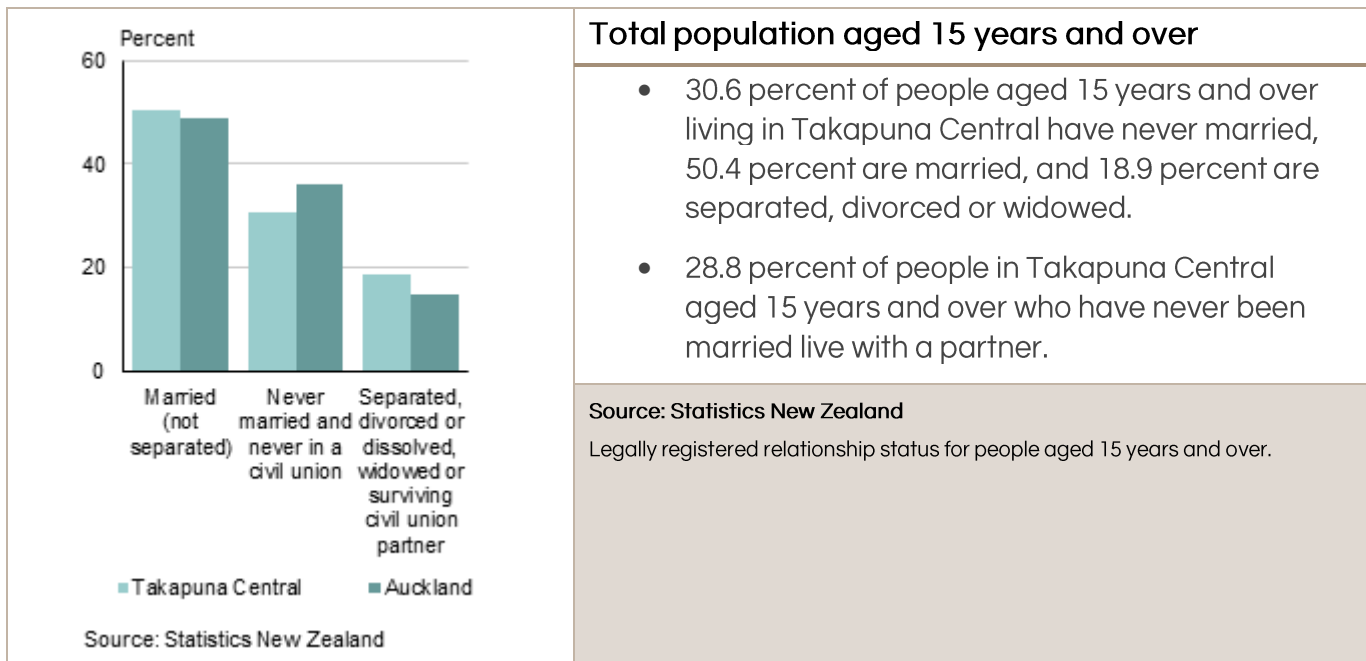 Percent
60
40
20
0
Married
(not
separated)
Never
married and
never in a
civil union
Separated,
divorced or
dissolved,
widowed or
surviving
civil union
partner
Takapuna Central
Auckland
Source: Statistics New Zealand
Total population aged 15 years and over
• 30.6 percent of people aged 15 years and over
living in Takapuna Central have never married,
50.4 percent are married, and 18.9 percent are
separated, divorced or widowed.
• 28.8 percent of people in Takapuna Central
aged 15 years and over who have never been
married live with a partner.
Source: Statistics New Zealand
Legally registered relationship status for people aged 15 years and over.